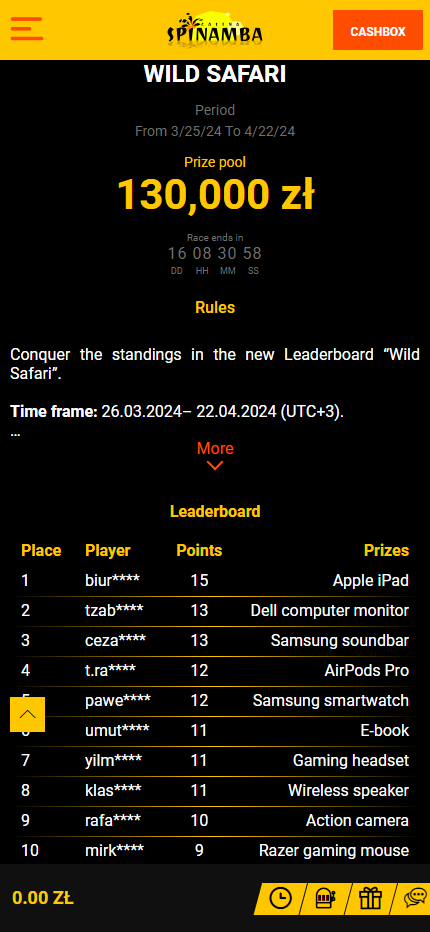 CASINO
SPINAMBA
CASHBOX
WILD SAFARI
Period
From 3/25/24 To 4/22/24
Prize pool
130,000 zł
Race ends in
16 08 30 58
DD HH MM SS
Rules
Conquer the standings in the new Leaderboard “Wild
Safari”.
Time frame: 26.03.2024– 22.04.2024 (UTC+3).
...
More
Leaderboard
Place Player Points Prizes
1 biur**** 15 Apple iPad
2 tzab**** 13 Dell computer monitor
3 ceza**** 13 Samsung soundbar
4 t.ra**** 12 AirPods Pro
pawe**** 12 Samsung smartwatch
umut**** 11 E-book
7 yilm**** 11 Gaming headset
8 klas**** 11 Wireless speaker
9 rafa**** 10 Action camera
10 mirk**** 9 Razer gaming mouse
0.00 ZŁ